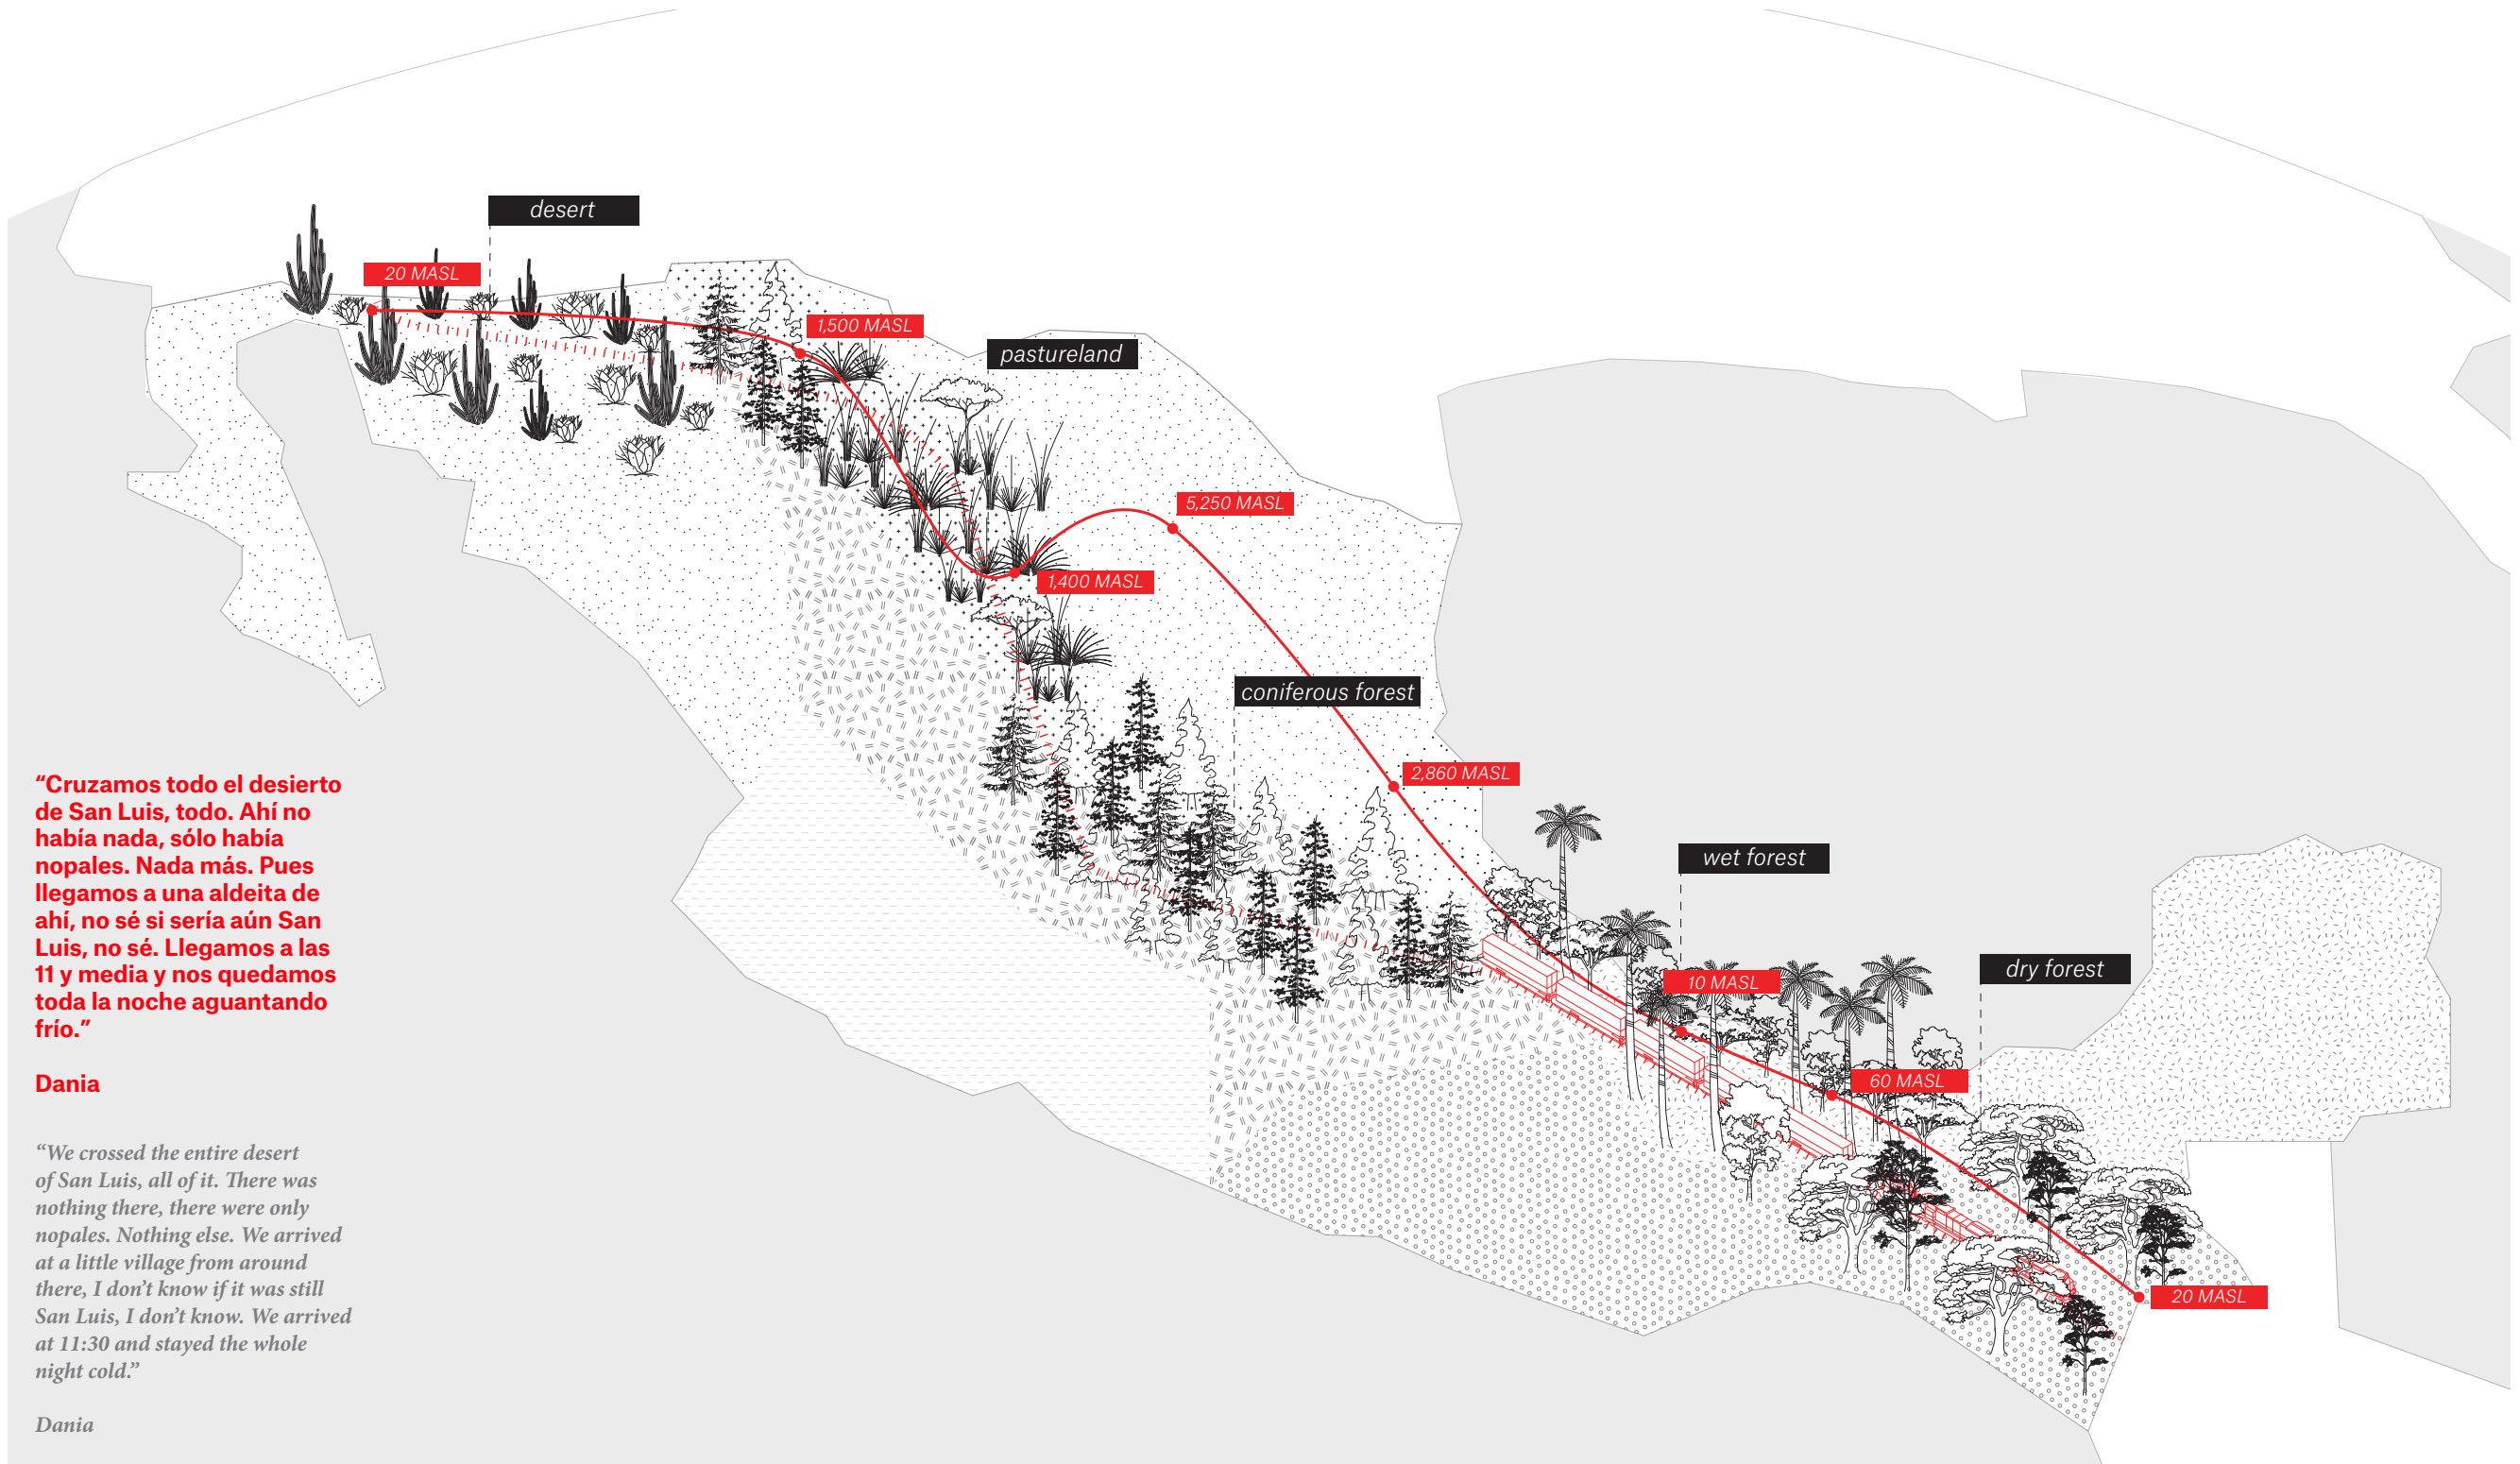 desert
20 MASL
1,500 MASL
pastureland
5,250 MASL
1,400 MASL
coniferous forest
2,860 MASL
wet forest
10 MASL
dry forest
60 MASL
20 MASL
“Cruzamos todo el desierto
de San Luis, todo. Ahí no
había nada, sólo había
nopales. Nada más. Pues
llegamos a una aldeita de
ahí, no sé si sería aún San
Luis, no sé. Llegamos a las
11 y media y nos quedamos
toda la noche aguantando
frío.”
Dania
“We crossed the entire desert
of San Luis, all of it. There was
nothing there, there were only
nopales. Nothing else. We arrived
at a little village from around
there, I don’t know if it was still
San Luis, I don’t know. We arrived
at 11:30 and stayed the whole
night cold.”
Dania